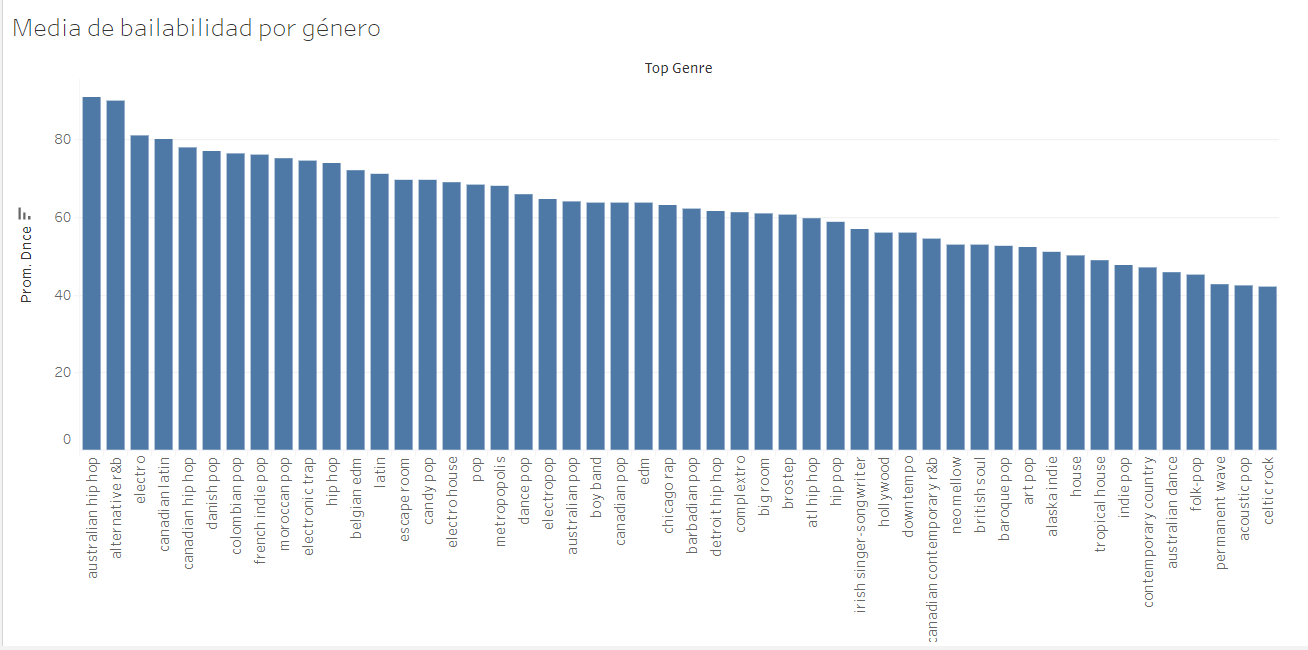 Media de bailabilidad por género
Top Genre
Prom. Dnce
80
60
40
20
0
australian hip hop
alternative r&b
electro
canadian latin
canadian hip hop
danish pop
colombian pop
french indie pop
moroccan pop
electronic trap
hip hop
belgian edm
latin
escape room
candy pop
electro house
pop
metropopolis
dance pop
electropop
australian pop
boy band
canadian pop
edm
chicago rap
barbadian pop
detroit hip hop
complextro
big room
brostep
atl hip hop
hip pop
irish singer-songwriter
hollywood
downtempo
canadian contemporary r&b
neo mellow
british soul
baroque pop
art pop
alaska indie
house
tropical house
indie pop
contemporary country
australian dance
folk-pop
permanent wave
acoustic pop
celtic rock